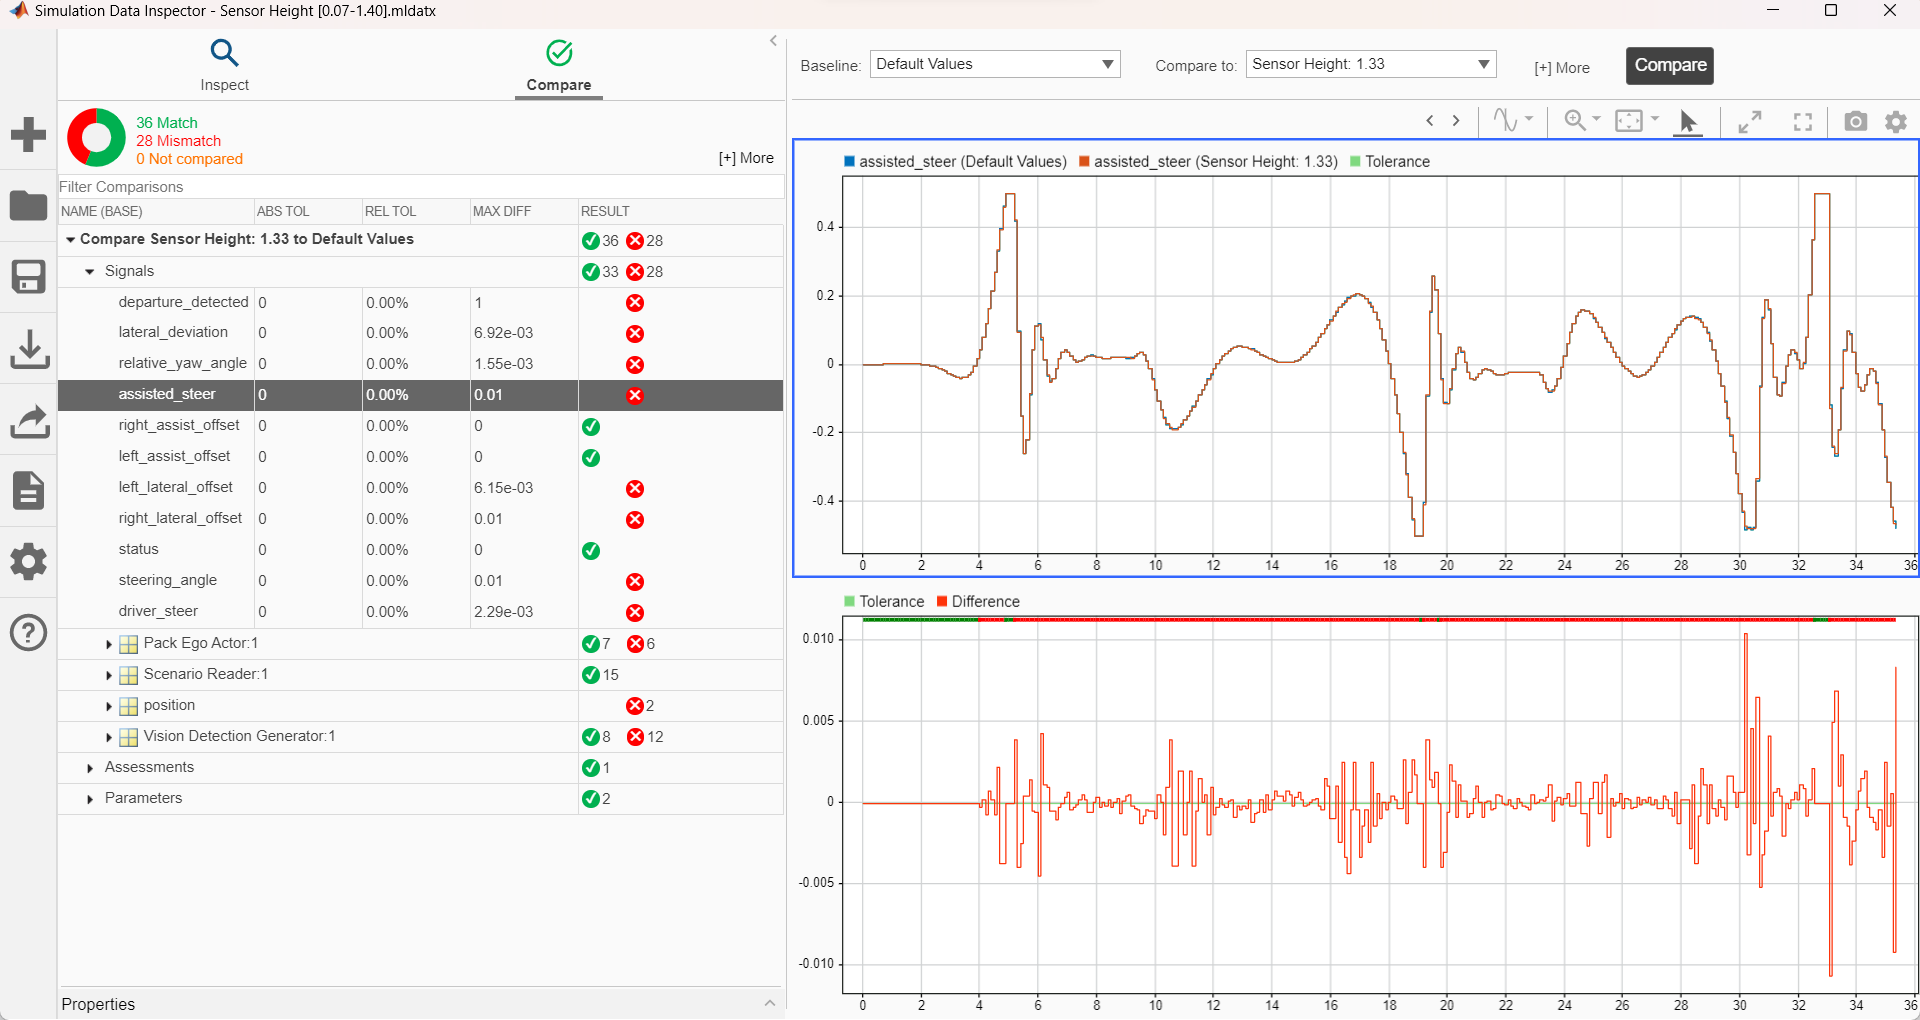 Simulation Data Inspector - Sensor Height [0.07-1.40].mldatx
Inspect
Compare
36 Match
28 Mismatch
0 Not compared
[+] More
Filter Comparisons
NAME (BASE) ABS TOL REL TOL MAX DIFF RESULT
Compare Sensor Height: 1.33 to Default Values 36 28
Signals 33 28
departure_detected 0 0.00% 1
lateral_deviation 0 0.00% 6.92e-03
relative_yaw_angle 0 0.00% 1.55e-03
assisted_steer 0 0.00% 0.01
right_assist_offset 0 0.00% 0
left_assist_offset 0 0.00% 0
left_lateral_offset 0 0.00% 6.15e-03
right_lateral_offset 0 0.00% 0.01
status 0 0.00% 0
steering_angle 0 0.00% 0.01
driver_steer 0 0.00% 2.29e-03
Pack Ego Actor:1 7 6
Scenario Reader:1 15
position 2
Vision Detection Generator:1 8 12
Assessments 1
Parameters 2
Properties
Baseline: Default Values Compare to: Sensor Height: 1.33 [+] More Compare
assisted_steer (Default Values) assisted_steer (Sensor Height: 1.33) Tolerance
0.4
0.2
0
-0.2
-0.4
0 2 4 6 8 10 12 14 16 18 20 22 24 26 28 30 32 34 36
Tolerance Difference
0.010
0.005
0
-0.005
-0.010
0 2 4 6 8 10 12 14 16 18 20 22 24 26 28 30 32 34 36